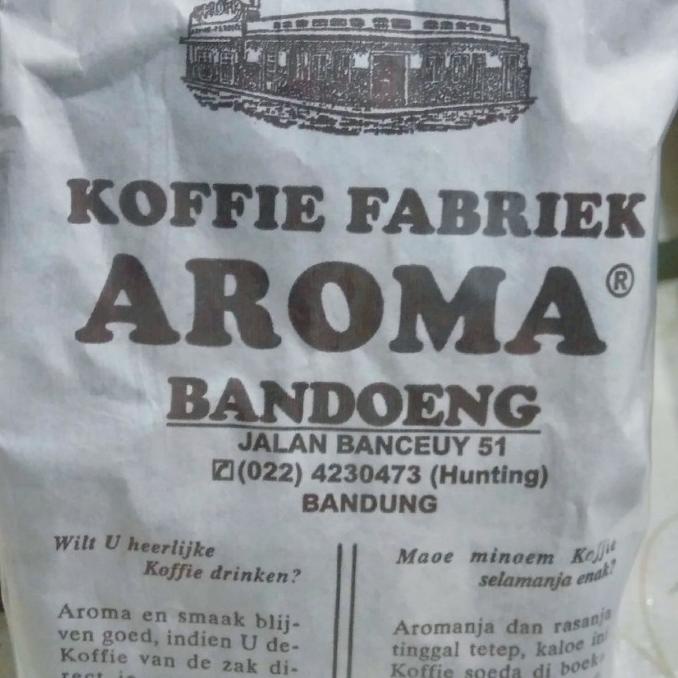 KOFFIE FABRIEK
AROMA®
BANDOENG
JALAN BANCEUY 51
✆(022) 4230473 (Hunting)
BANDUNG
Wilt U heerlijke
Koffie drinken?
Aroma en smaak blij-
ven goed, indien U de-
Koffie van de zak di-
Maoe minoem Koffie
selamanja enak?
Aromanja dan rasanja
tinggal tetep, kaloe ini
Koffie soeda di boeka